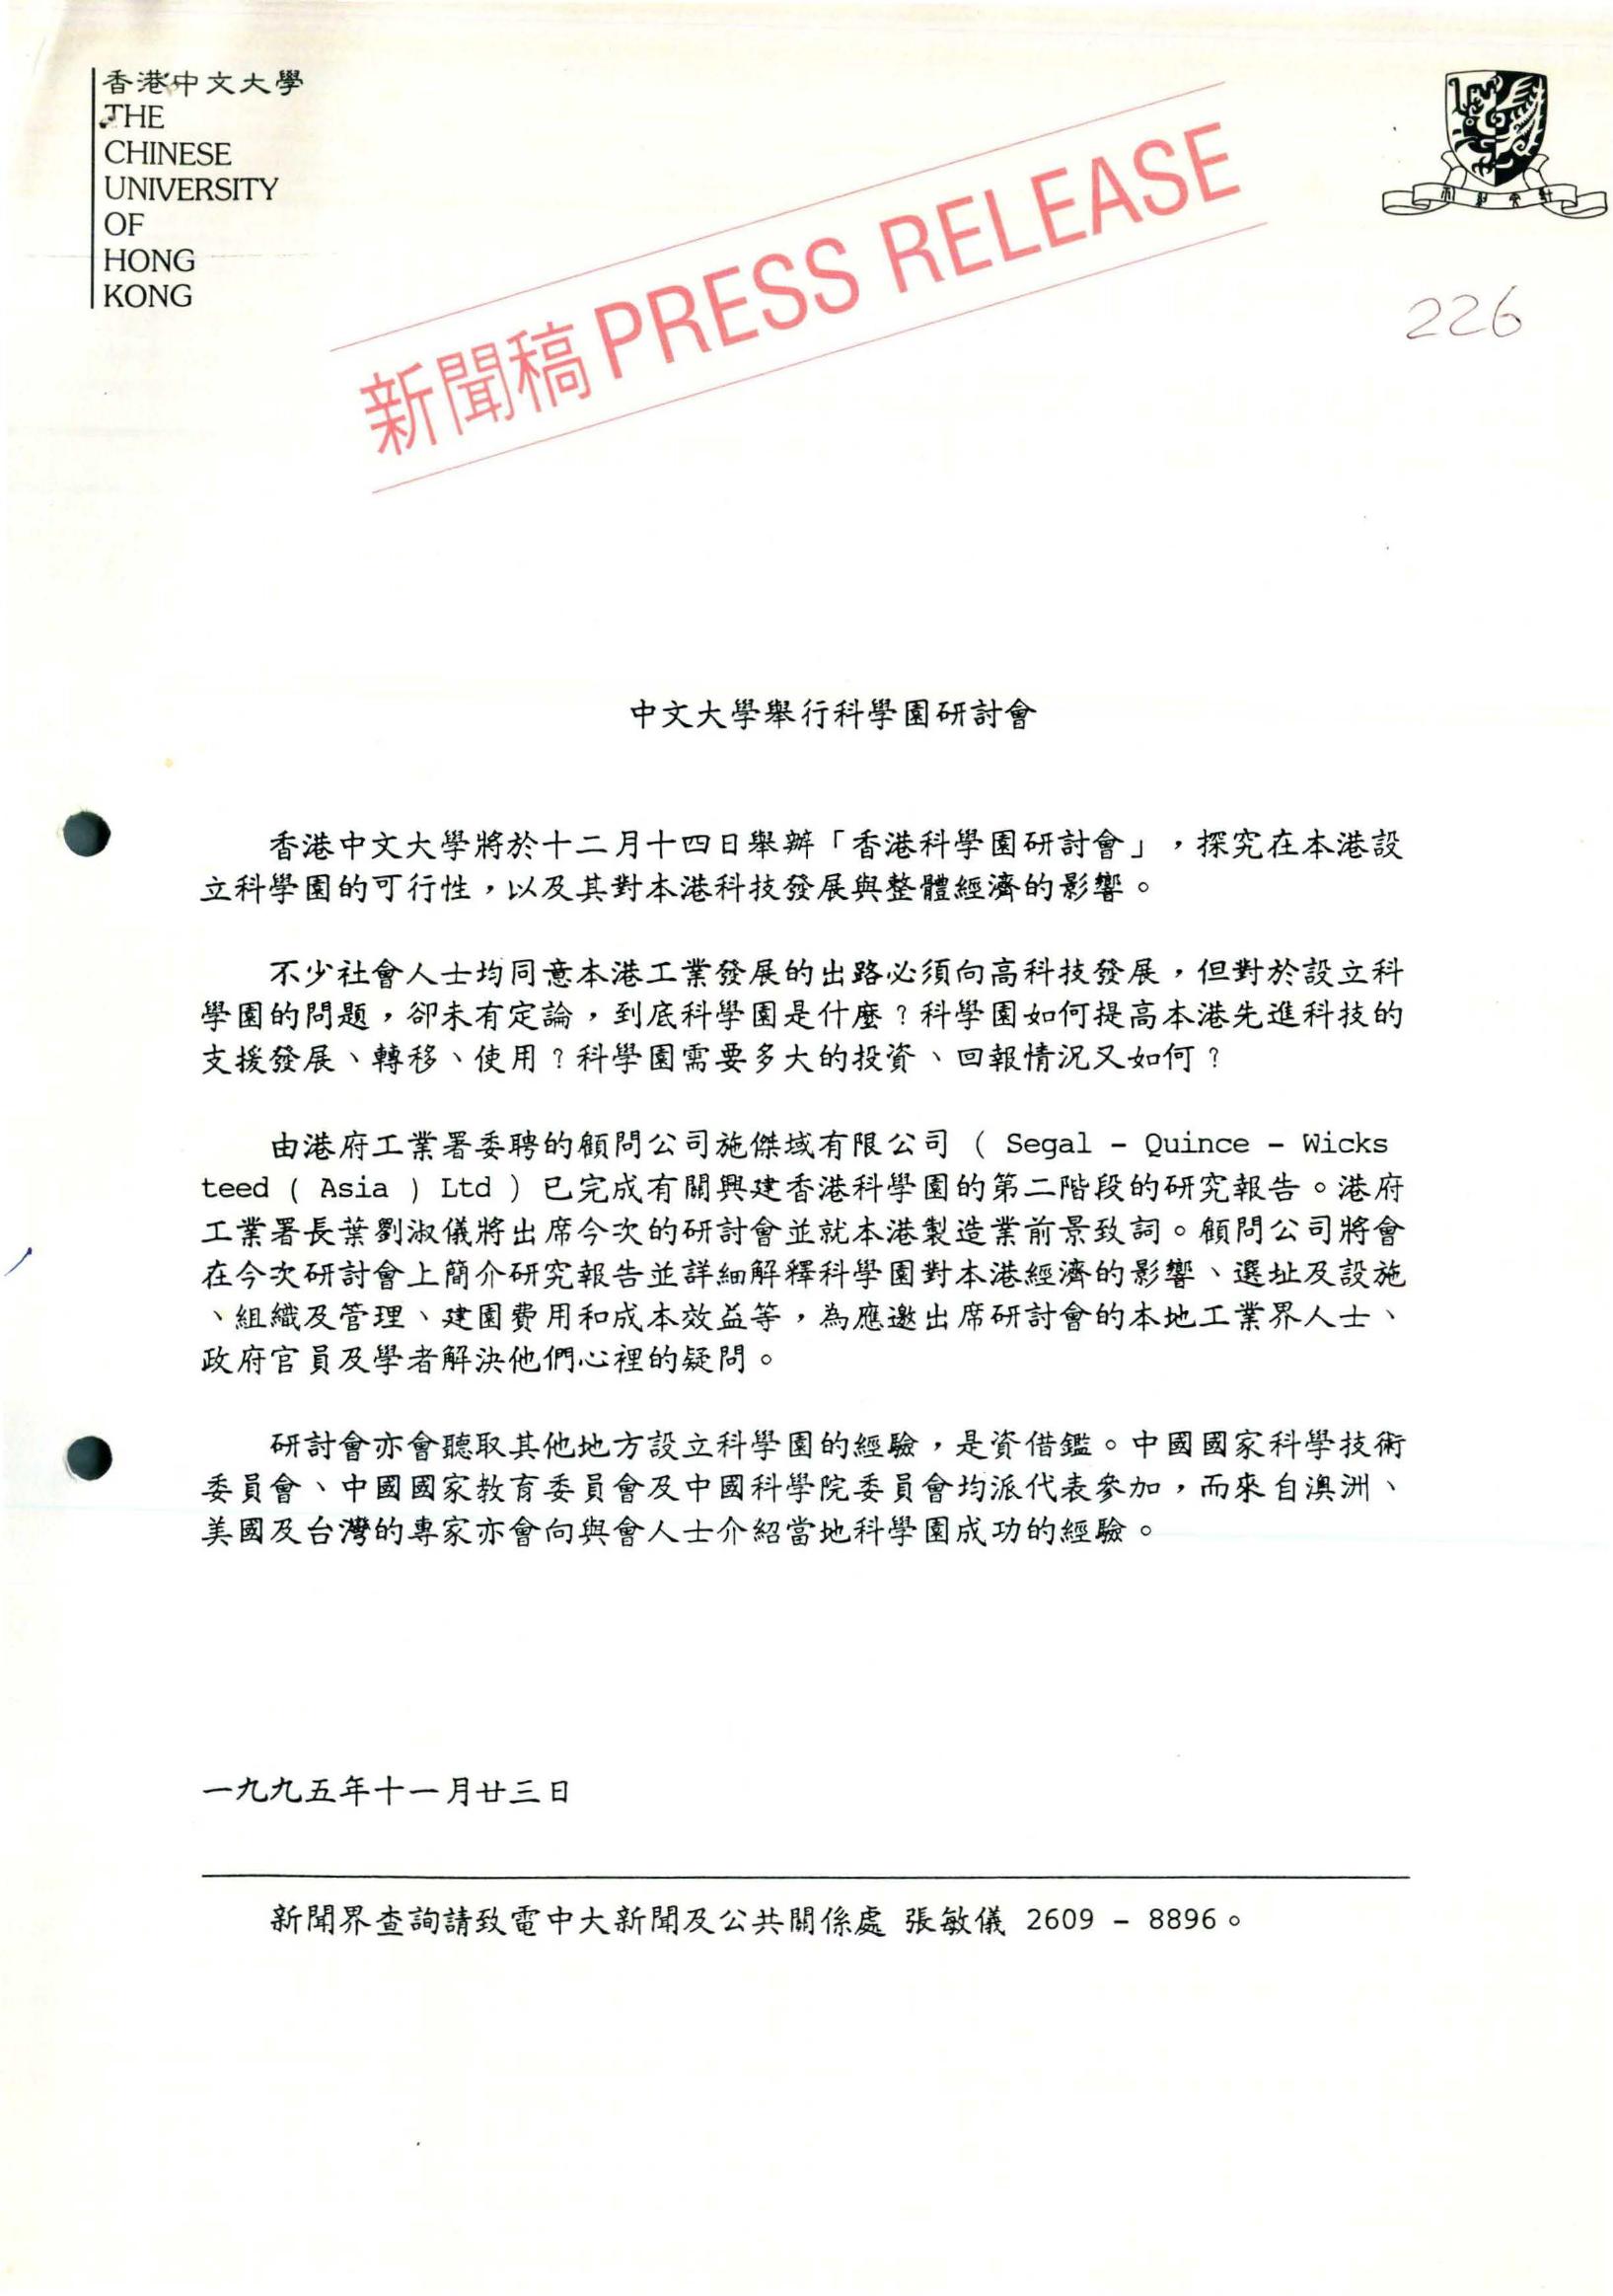 香港中文大學
THE
CHINESE
UNIVERSITY
OF
HONG
KONG
新聞稿 PRESS RELEASE
226
中文大學舉行科學園研討會
香港中文大學將於十二月十四日舉辦「香港科學園研討會」，探究在本港設
立科學園的可行性，以及其對本港科技發展與整體經濟的影響。
不少社會人士均同意本港工業發展的出路必須向高科技發展，但對於設立科
學園的問題，卻未有定論，到底科學園是什麼？科學園如何提高本港先進科技的
支援發展、轉移、使用？科學園需要多大的投資、回報情況又如何？
由港府工業署委聘的顧問公司施傑域有限公司 ( Segal – Quince – Wicks
teed ( Asia ) Ltd ) 已完成有關興建香港科學園的第二階段的研究報告。港府
工業署長葉劉淑儀將出席今次的研討會並就本港製造業前景致詞。顧問公司將會
在今次研討會上簡介研究報告並詳細解釋科學園對本港經濟的影響、選址及設施
、組織及管理、建園費用和成本效益等，為應邀出席研討會的本地工業界人士、
政府官員及學者解決他們心裡的疑問。
研討會亦會聽取其他地方設立科學園的經驗，是資借鑑。中國國家科學技術
委員會、中國國家教育委員會及中國科學院委員會均派代表參加，而來自澳洲、
美國及台灣的專家亦會向與會人士介紹當地科學園成功的經驗。
一九九五年十一月廿三日
新聞界查詢請致電中大新聞及公共關係處 張敏儀 2609 – 8896。